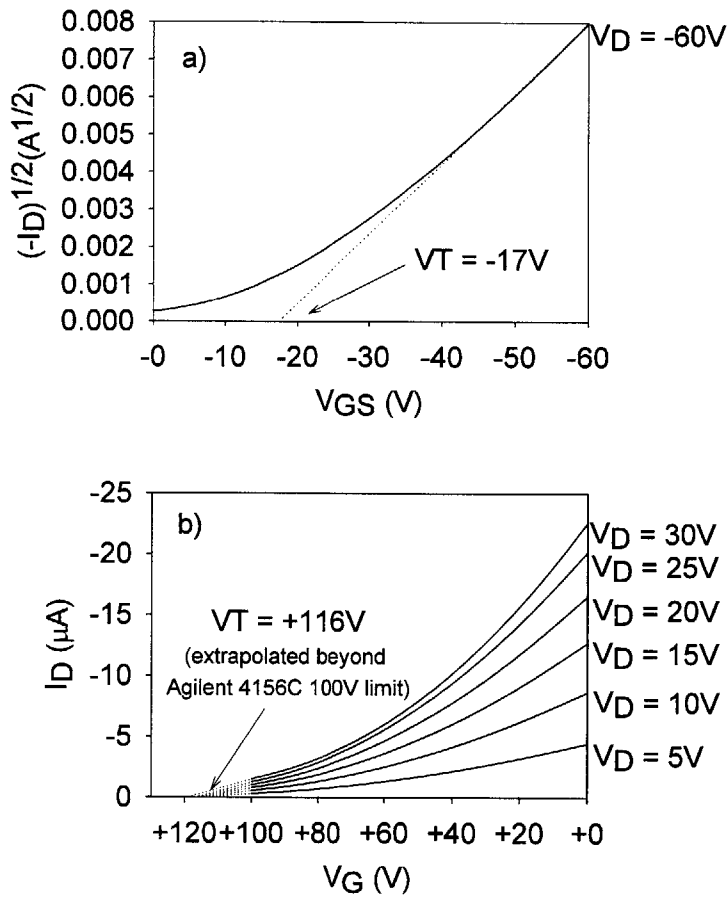 a)
V_D = -60V
(-I_D)^1/2 (A^1/2)
0.008
0.007
0.006
0.005
0.004
0.003
0.002
0.001
0.000
VT = -17V
-0 -10 -20 -30 -40 -50 -60
V_GS (V)
b)
I_D (µA)
-25
-20
-15
-10
-5
0
VT = +116V
(extrapolated beyond
Agilent 4156C 100V limit)
V_D = 30V
V_D = 25V
V_D = 20V
V_D = 15V
V_D = 10V
V_D = 5V
+120 +100 +80 +60 +40 +20 +0
V_G (V)